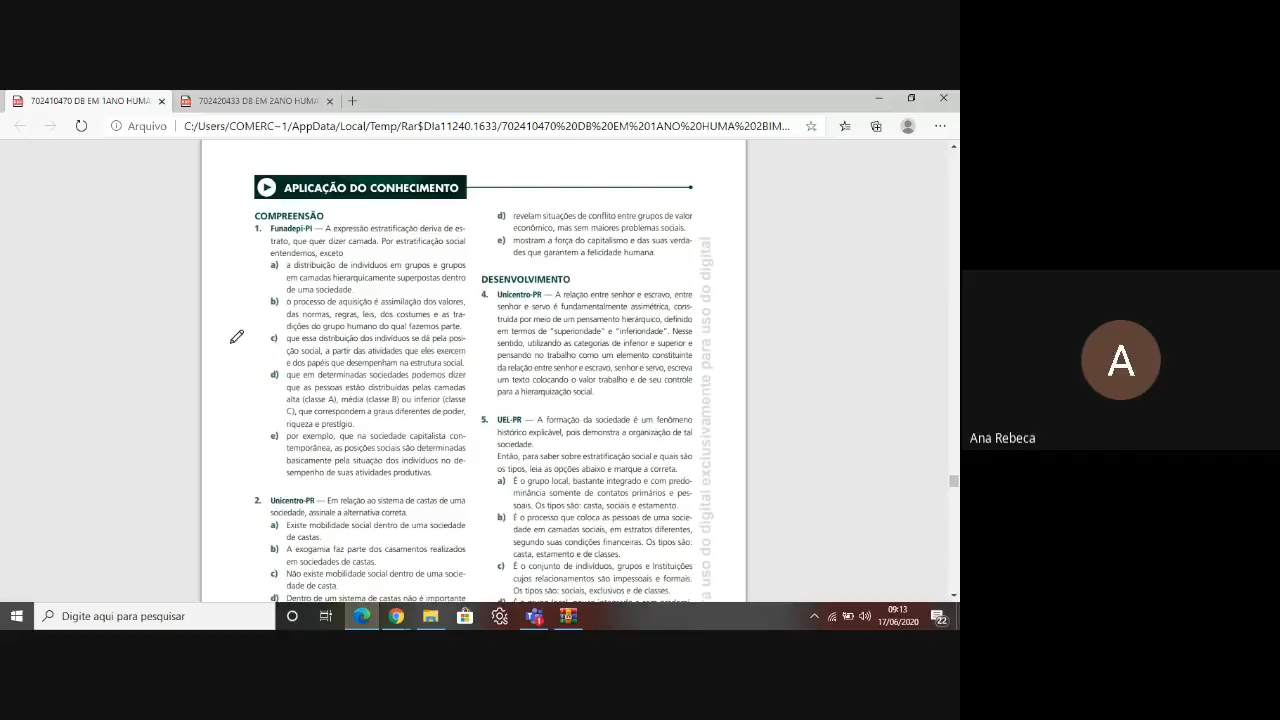 702410470 DB EM 1ANO HUMA
702420433 DB EM 2ANO HUMA
Arquivo
C:/Users/COMERC~1/AppData/Local/Temp/Rar$DIa11240.1633/702410470%20DB%20EM%201ANO%20HUMA%202BIM...
APLICAÇÃO DO CONHECIMENTO
COMPREENSÃO
1. Funadepi-PI — A expressão estratificação deriva de es-
trato, que quer dizer camada. Por estratificação social
entendemos, exceto
a) a distribuição de indivíduos em grupos e grupos
em camadas hierarquicamente superpostas dentro
de uma sociedade.
b) o processo de aquisição é assimilação dos valores,
das normas, regras, leis, dos costumes e as tra-
dições do grupo humano do qual fazemos parte.
c) que essa distribuição dos indivíduos se dá pela posi-
ção social, a partir das atividades que eles exercem
e dos papéis que desempenham na estrutura social.
d) que em determinadas sociedades podemos dizer
que as pessoas estão distribuídas pelas camadas
alta (classe A), média (classe B) ou inferior (classe
C), que correspondem a graus diferentes de poder,
riqueza e prestígio.
e) por exemplo, que na sociedade capitalista con-
temporânea, as posições sociais são determinadas
basicamente pela situação dos indivíduos no de-
sempenho de suas atividades produtivas.
2. Unicentro-PR — Em relação ao sistema de castas de uma
sociedade, assinale a alternativa correta.
a) Existe mobilidade social dentro de uma sociedade
de castas.
b) A exogamia faz parte dos casamentos realizados
em sociedades de castas.
c) Não existe mobilidade social dentro de uma socie-
dade de casta.
d) Dentro de um sistema de castas não é importante
d) revelam situações de conflito entre grupos de valor
econômico, mas sem maiores problemas sociais.
e) mostram a força do capitalismo e das suas verda-
des que garantem a felicidade humana.
DESENVOLVIMENTO
4. Unicentro-PR — A relação entre senhor e escravo, entre
senhor e servo é fundamentalmente assimétrica, cons-
truída por meio de um pensamento hierárquico, definido
em termos de “superioridade” e “inferioridade”. Nesse
sentido, utilizando as categorias de inferior e superior e
pensando no trabalho como um elemento constituinte
da relação entre senhor e escravo, senhor e servo, escreva
um texto colocando o valor trabalho e de seu controle
para a hierarquização social.
5. UEL-PR — A formação da sociedade é um fenômeno
histórico explicável, pois demonstra a organização de tal
sociedade.
Então, para saber sobre estratificação social e quais são
os tipos, leia as opções abaixo e marque a correta.
a) É o grupo local, bastante integrado e com predo-
minância somente de contatos primários e pes-
soais. Os tipos são: casta, sociais e estamento.
b) É o processo que coloca as pessoas de uma socie-
dade em camadas sociais, em estratos diferentes,
segundo suas condições financeiras. Os tipos são:
casta, estamento e de classes.
c) É o conjunto de indivíduos, grupos e Instituições
cujos relacionamentos são impessoais e formais.
Os tipos são: sociais, exclusivos e de classes.
uso do digital exclusivamente para uso do digital
A
Ana Rebeca
Digite aqui para pesquisar
09:13
17/06/2020
22